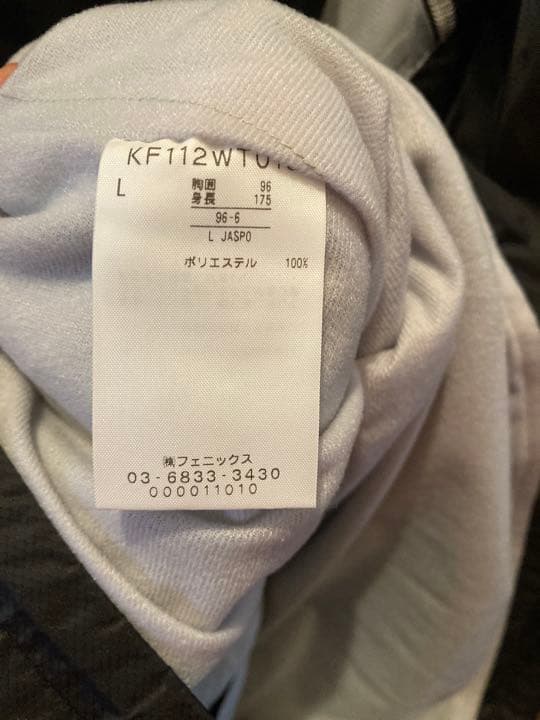 KF112WT01
L
胸囲 96
身長 175
96-6
L JASPO
ポリエステル 100%
㈱フェニックス
03-6833-3430
000011010